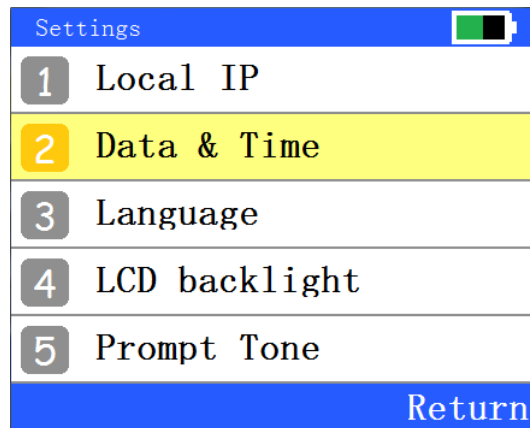 Settings
1 Local IP
2 Data & Time
3 Language
4 LCD backlight
5 Prompt Tone
Return